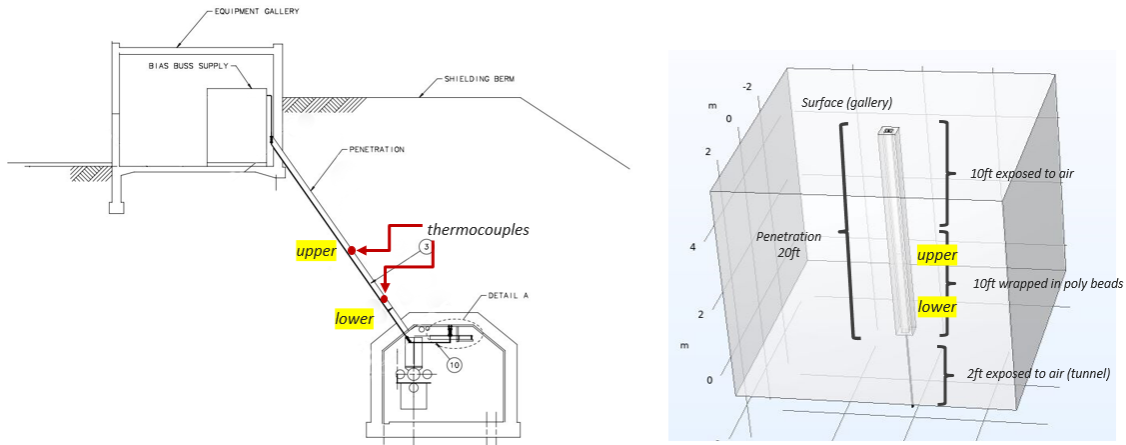 EQUIPMENT GALLERY
BIAS BUSS SUPPLY
SHIELDING BERM
PENETRATION
thermocouples
upper
3
lower
DETAIL A
10
m
-2
0
2
4
2
m
0
Surface (gallery)
10ft exposed to air
Penetration
20ft
upper
10ft wrapped in poly beads
lower
2ft exposed to air (tunnel)